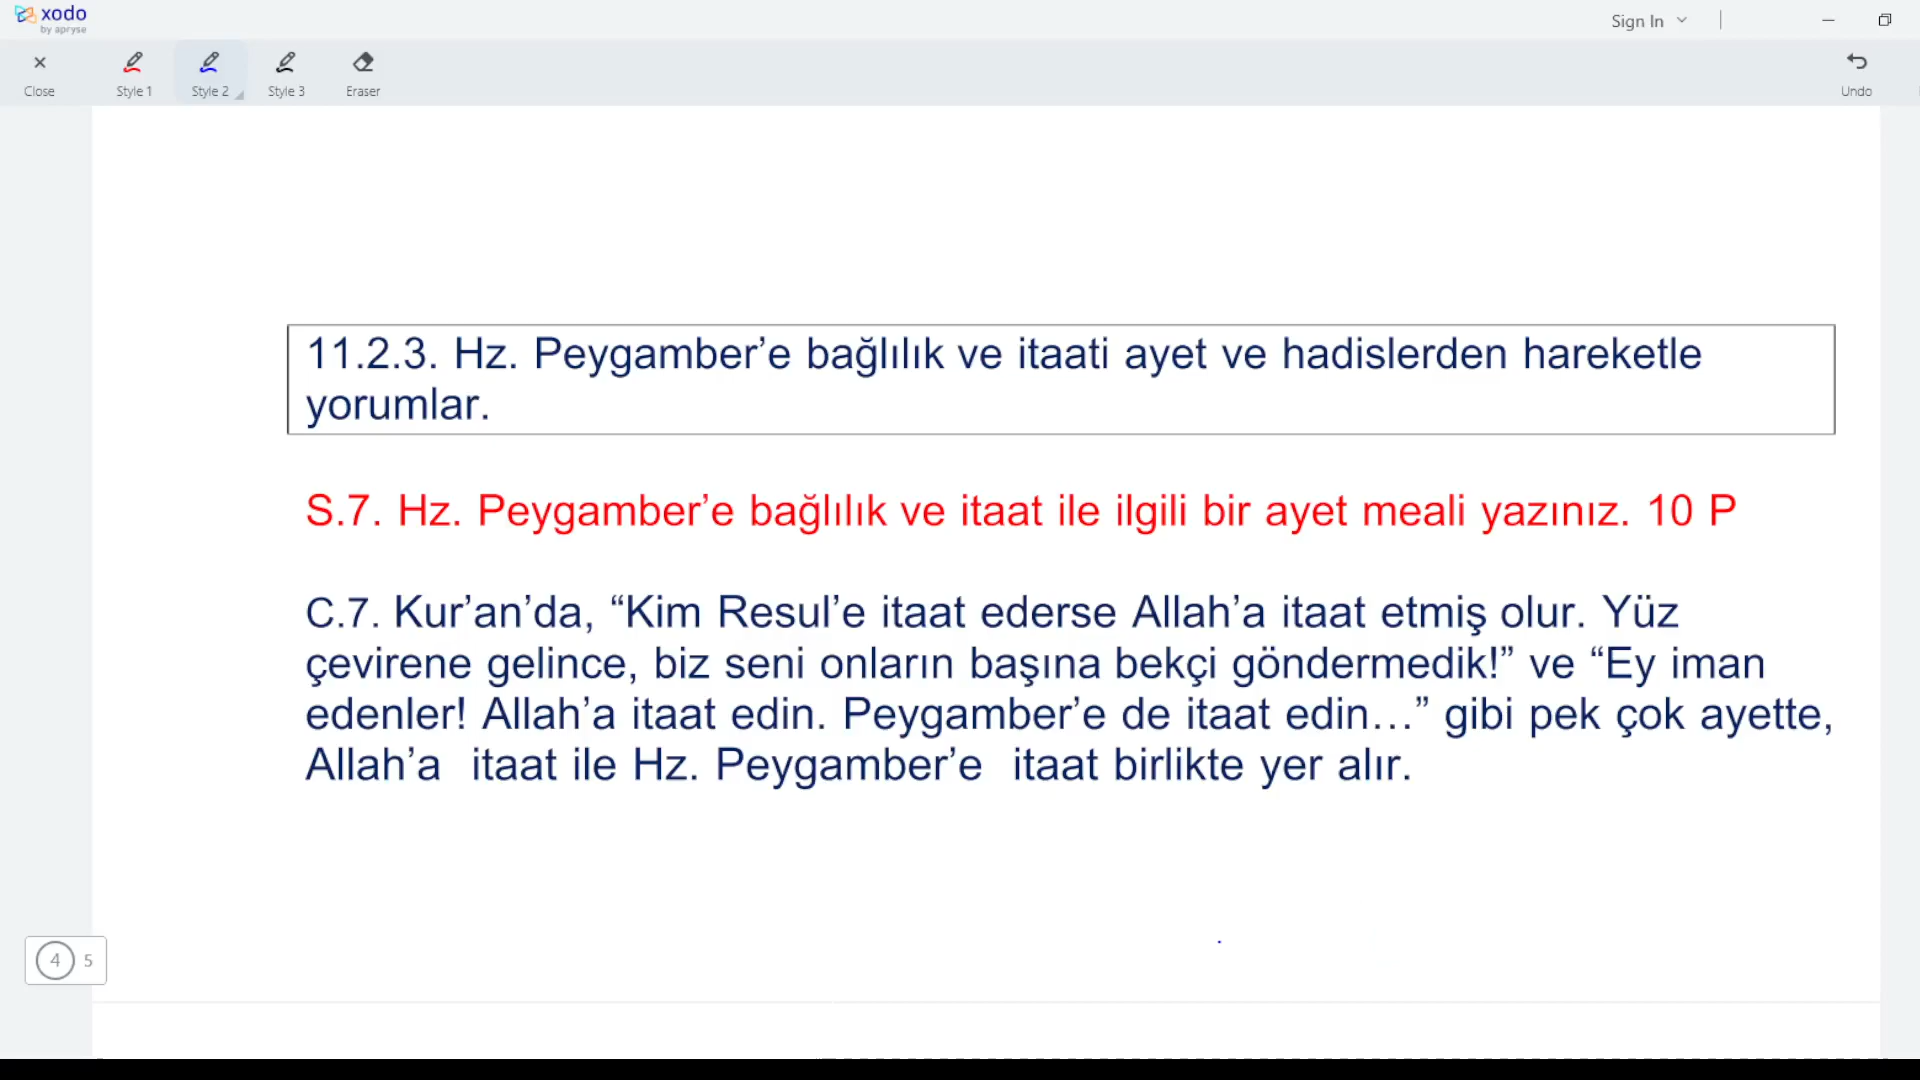 xodo
by apryse
Sign In
Close
Style 1
Style 2
Style 3
Eraser
Undo
11.2.3. Hz. Peygamber’e bağlılık ve itaati ayet ve hadislerden hareketle
yorumlar.
S.7. Hz. Peygamber’e bağlılık ve itaat ile ilgili bir ayet meali yazınız. 10 P
C.7. Kur’an’da, “Kim Resul’e itaat ederse Allah’a itaat etmiş olur. Yüz
çevirene gelince, biz seni onların başına bekçi göndermedik!” ve “Ey iman
edenler! Allah’a itaat edin. Peygamber’e de itaat edin…” gibi pek çok ayette,
Allah’a itaat ile Hz. Peygamber’e itaat birlikte yer alır.
4 5